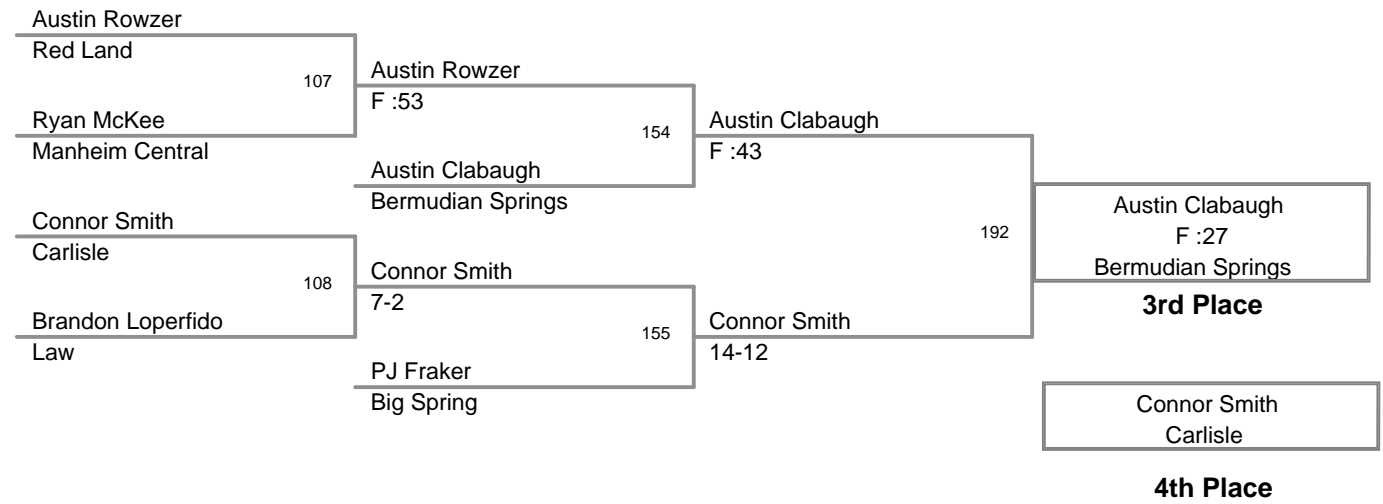 Austin Rowzer
Red Land
107
Ryan McKee
Manheim Central
Connor Smith
Carlisle
108
Brandon Loperfido
Law
Austin Rowzer
F :53
154
Austin Clabaugh
Bermudian Springs
Connor Smith
7-2
155
PJ Fraker
Big Spring
Austin Clabaugh
F :43
192
Connor Smith
14-12
Austin Clabaugh
F :27
Bermudian Springs
3rd Place
Connor Smith
Carlisle
4th Place